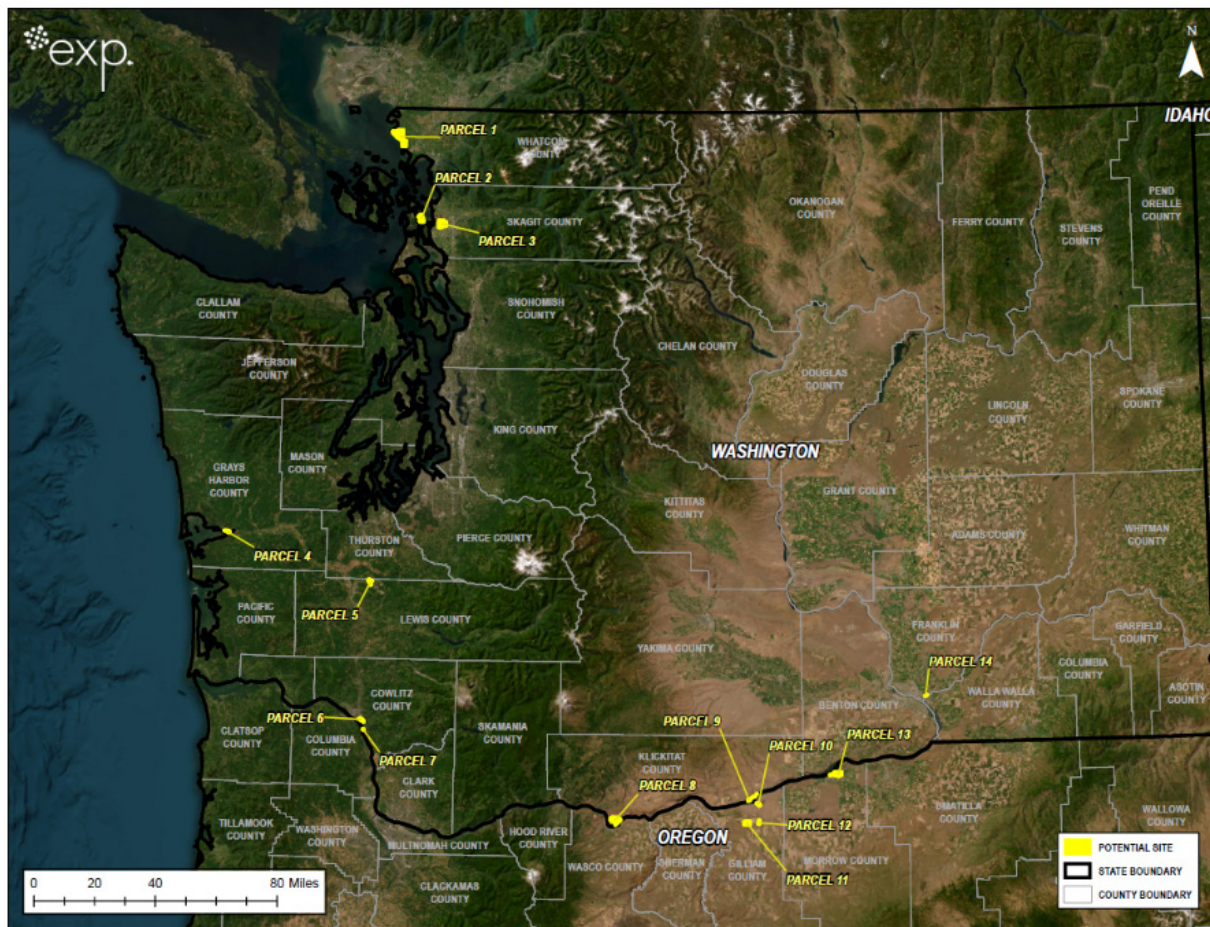 exp.
N
IDAHO
PARCEL 1
WHATCOM
COUNTY
PARCEL 2
SKAGIT COUNTY
PARCEL 3
OKANOGAN
COUNTY
FERRY COUNTY
STEVENS
COUNTY
PEND
OREILLE
COUNTY
CLALLAM
COUNTY
SNOHOMISH
COUNTY
JEFFERSON
COUNTY
CHELAN COUNTY
DOUGLAS
COUNTY
LINCOLN
COUNTY
SPOKANE
COUNTY
KING COUNTY
WASHINGTON
MASON
COUNTY
GRAYS
HARBOR
COUNTY
KITTITAS
COUNTY
GRANT COUNTY
PARCEL 4
THURSTON
COUNTY
PIERCE COUNTY
ADAMS COUNTY
WHITMAN
COUNTY
PARCEL 5
PACIFIC
COUNTY
LEWIS COUNTY
YAKIMA COUNTY
FRANKLIN
COUNTY
GARFIELD
COUNTY
PARCEL 14
COLUMBIA
COUNTY
ASOTIN
COUNTY
WALLA WALLA
COUNTY
BENTON COUNTY
COWLITZ
COUNTY
SKAMANIA
COUNTY
PARCEL 6
CLATSOP
COUNTY
COLUMBIA
COUNTY
PARCEL 7
PARCEL 9
PARCEL 10
PARCEL 13
KLICKITAT
COUNTY
CLARK
COUNTY
PARCEL 8
TILLAMOOK
COUNTY
WASHINGTON
COUNTY
MULTNOMAH COUNTY
HOOD RIVER
COUNTY
OREGON
PARCEL 12
UMATILLA
COUNTY
WALLOWA
COUNTY
WASCO COUNTY
SHERMAN
COUNTY
GILLIAM
COUNTY
MORROW COUNTY
PARCEL 11
CLACKAMAS
COUNTY
0 20 40 80 Miles
POTENTIAL SITE
STATE BOUNDARY
COUNTY BOUNDARY